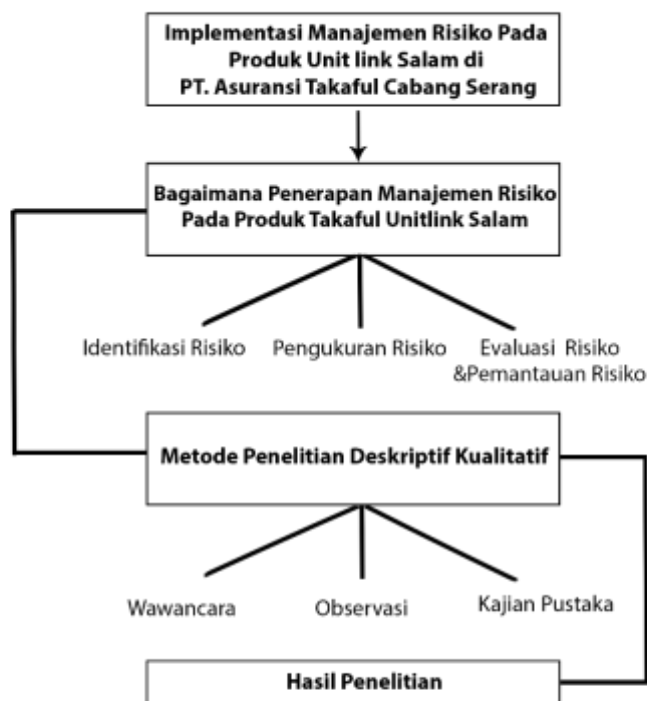 Implementasi Manajemen Risiko Pada
Produk Unit link Salam di
PT. Asuransi Takaful Cabang Serang
Bagaimana Penerapan Manajemen Risiko
Pada Produk Takaful Unitlink Salam
Identifikasi Risiko
Pengukuran Risiko
Evaluasi Risiko
&Pemantauan Risiko
Metode Penelitian Deskriptif Kualitatif
Wawancara
Observasi
Kajian Pustaka
Hasil Penelitian